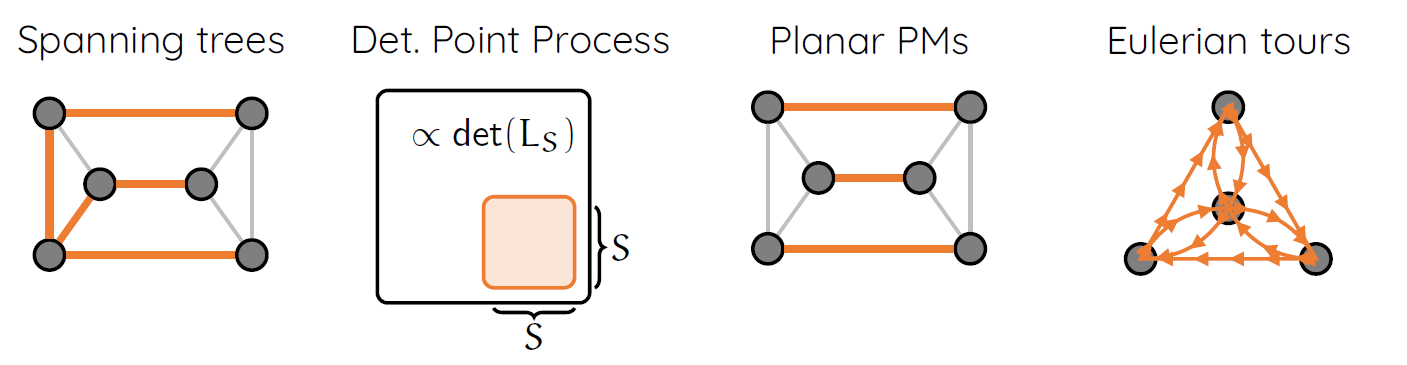 Spanning trees
Det. Point Process
Planar PMs
Eulerian tours
∝ det(L_S)
S
S